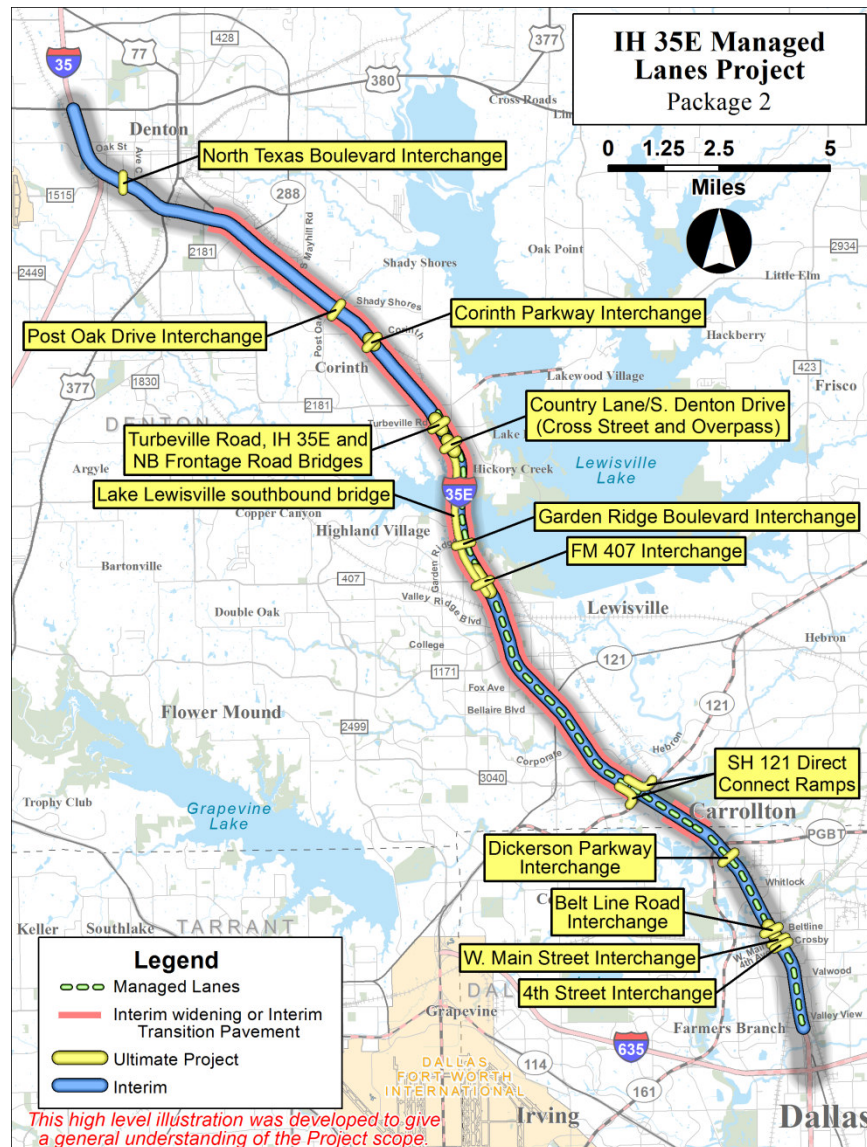 IH 35E Managed
Lanes Project
Package 2
0 1.25 2.5 5
Miles
35
77
428
377
380
Cross Roads
Denton
Oak St
Ave C
North Texas Boulevard Interchange
1515
288
2181
S Mayhill Rd
2449
Oak Point
2934
Little Elm
Shady Shores
Shady Shores
Post Oak Drive Interchange
Corinth Parkway Interchange
Corinth
Corinth
Hackberry
377
1830
2181
Lakewood Village
423
Frisco
DENTON
Turbeville Rd
Country Lane/S. Denton Drive
(Cross Street and Overpass)
Turbeville Road, IH 35E and
NB Frontage Road Bridges
Argyle
Hickory Creek
Lewisville
Lake
35E
Lake Lewisville southbound bridge
Copper Canyon
Highland Village
Garden Ridge Boulevard Interchange
FM 407 Interchange
Bartonville
407
Garden Ridge
Valley Ridge Blvd
Double Oak
Lewisville
College
Hebron
1171
121
Fox Ave
Bellaire Blvd
Flower Mound
2499
121
Hebron
Corporate
3040
SH 121 Direct
Connect Ramps
Trophy Club
Grapevine
Lake
Carrollton
PGBT
Dickerson Parkway
Interchange
Whitlock
Belt Line Road
Interchange
Beltline
Crosby
Keller
Southlake
TARRANT
W. Main
4th Ave
W. Main Street Interchange
4th Street Interchange
Valwood
Valley View
Grapevine
Farmers Branch
635
DALLAS
FORT WORTH
INTERNATIONAL
114
161
Irving
Dallas
Legend
Managed Lanes
Interim widening or Interim
Transition Pavement
Ultimate Project
Interim
This high level illustration was developed to give
a general understanding of the Project scope.